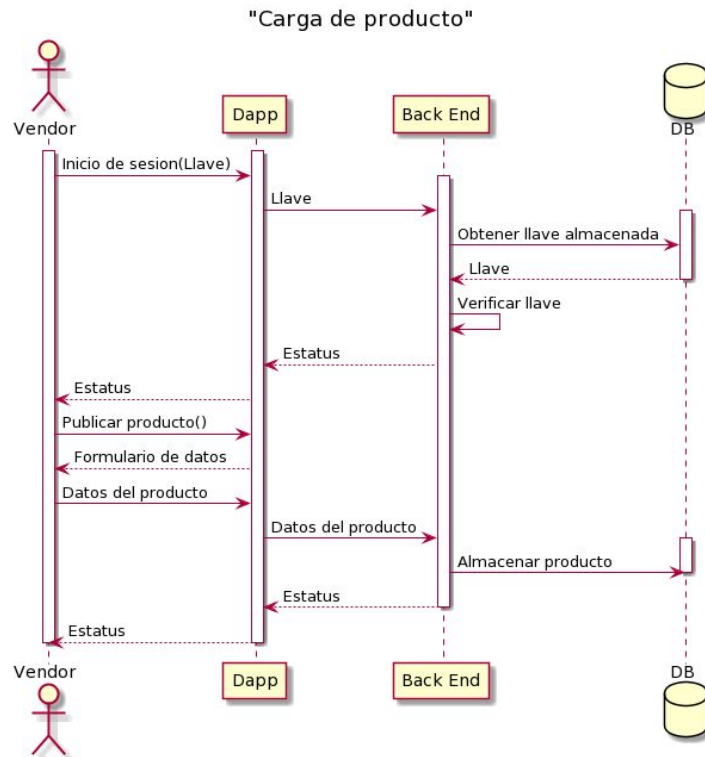 "Carga de producto"
Vendor
Dapp
Back End
DB
Inicio de sesion(Llave)
Llave
Obtener llave almacenada
Llave
Verificar llave
Estatus
Estatus
Publicar producto()
Formulario de datos
Datos del producto
Datos del producto
Almacenar producto
Estatus
Estatus
Vendor
Dapp
Back End
DB